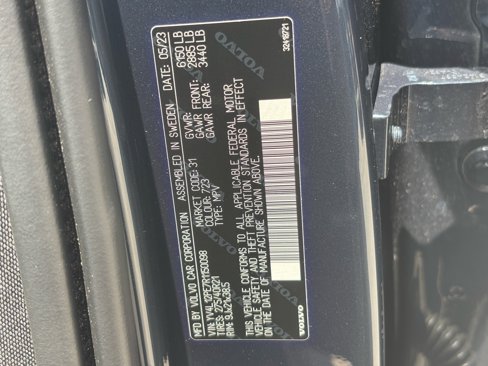 MFD BY VOLVO CAR CORPORATION ASSEMBLED IN SWEDEN DATE: 05/23
GVWR: 6150 LB
MARKET CODE: 31 GAWR FRONT: 2885 LB
COLOUR: 723 GAWR REAR: 3440 LB
TIRES: 275/40R21 TYPE: MPV
RIM: 9Jx21x38.5
THIS VEHICLE CONFORMS TO ALL APPLICABLE FEDERAL MOTOR
VEHICLE SAFETY AND THEFT PREVENTION STANDARDS IN EFFECT
ON THE DATE OF MANUFACTURE SHOWN ABOVE.
VOLVO
32418721